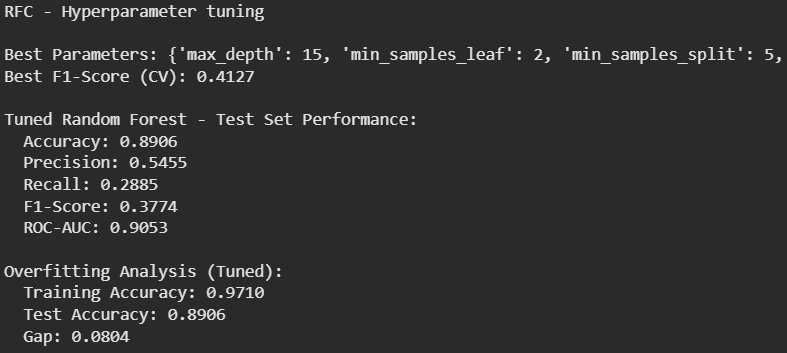 RFC - Hyperparameter tuning
Best Parameters: {'max_depth': 15, 'min_samples_leaf': 2, 'min_samples_split': 5,
Best F1-Score (CV): 0.4127
Tuned Random Forest - Test Set Performance:
Accuracy: 0.8906
Precision: 0.5455
Recall: 0.2885
F1-Score: 0.3774
ROC-AUC: 0.9053
Overfitting Analysis (Tuned):
Training Accuracy: 0.9710
Test Accuracy: 0.8906
Gap: 0.0804